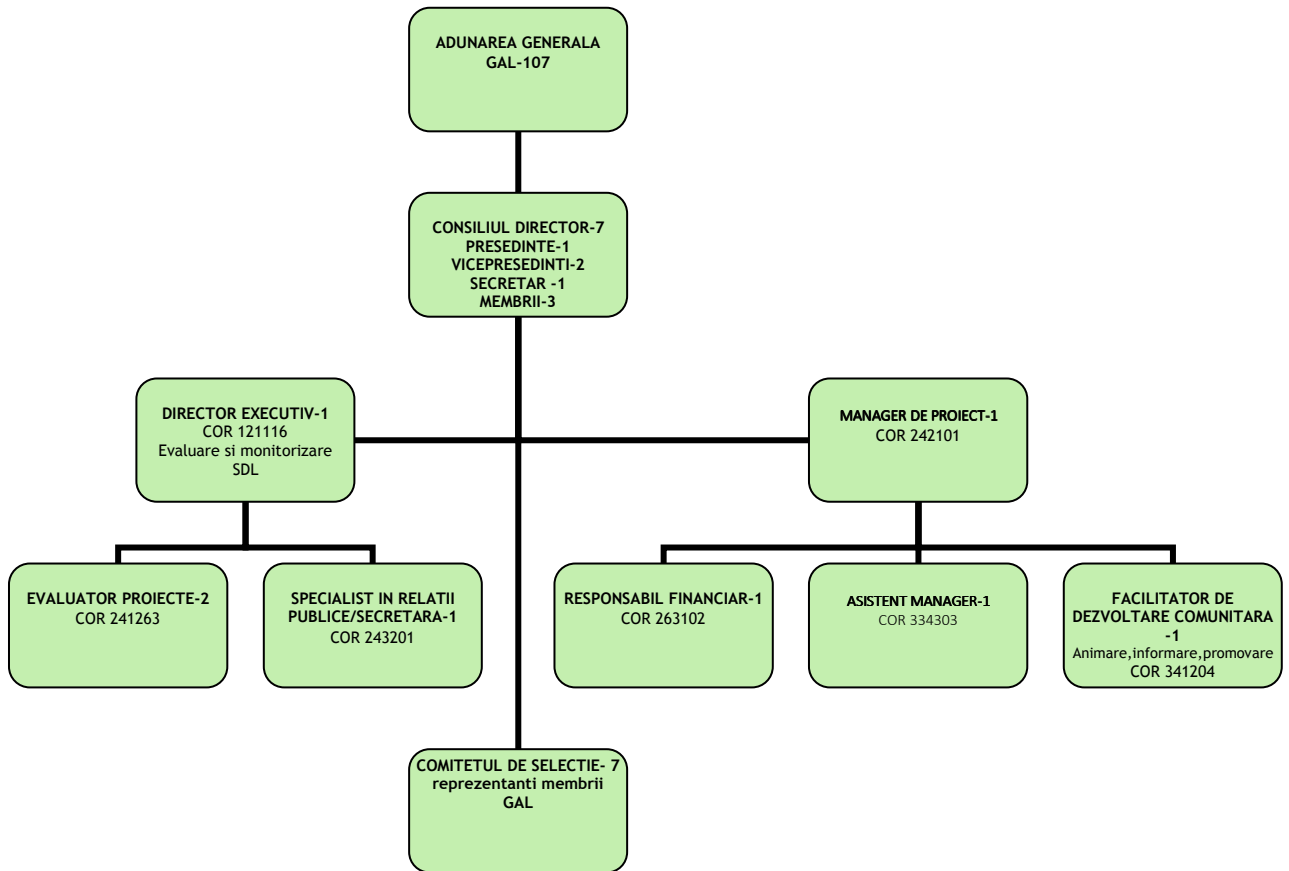 ADUNAREA GENERALA
GAL-107
CONSILIUL DIRECTOR-7
PRESEDINTE-1
VICEPRESEDINTI-2
SECRETAR -1
MEMBRII-3
DIRECTOR EXECUTIV-1
COR 121116
Evaluare si monitorizare
SDL
MANAGER DE PROIECT-1
COR 242101
EVALUATOR PROIECTE-2
COR 241263
SPECIALIST IN RELATII
PUBLICE/SECRETARA-1
COR 243201
RESPONSABIL FINANCIAR-1
COR 263102
ASISTENT MANAGER-1
COR 334303
FACILITATOR DE
DEZVOLTARE COMUNITARA
-1
Animare,informare,promovare
COR 341204
COMITETUL DE SELECTIE- 7
reprezentanti membrii
GAL